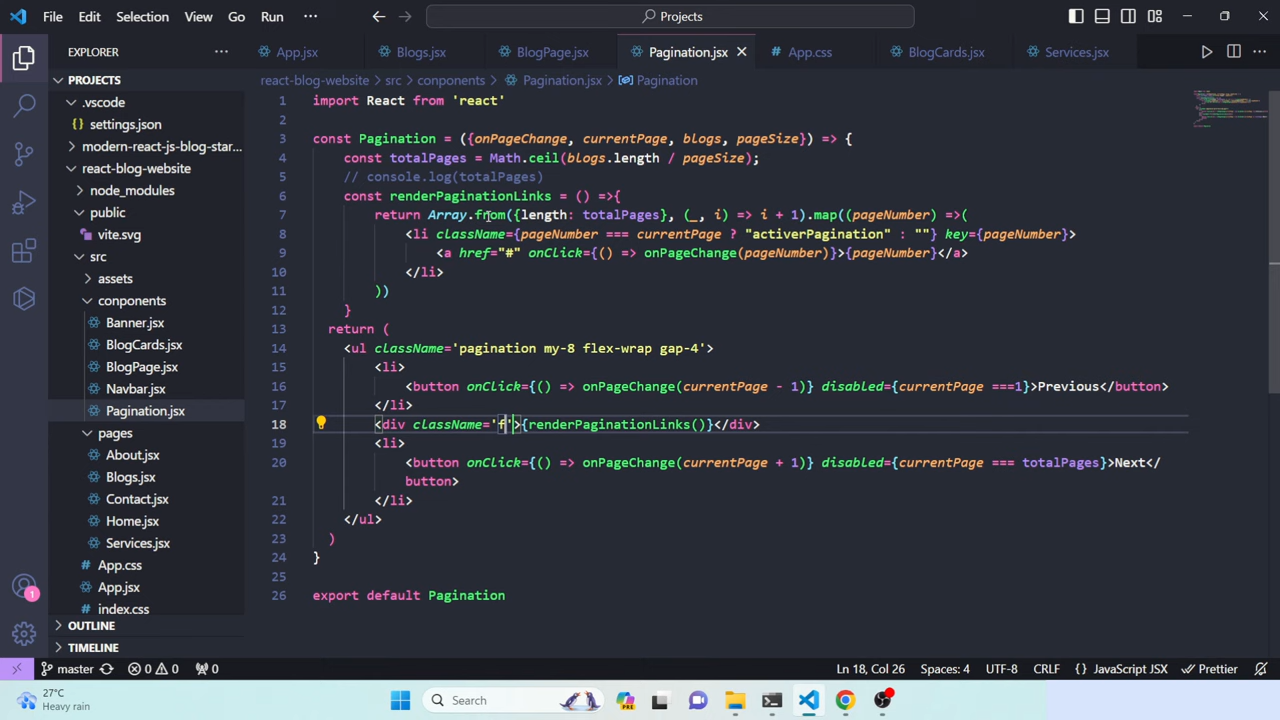 File Edit Selection View Go Run ··· Projects
EXPLORER ··· App.jsx Blogs.jsx BlogPage.jsx Pagination.jsx App.css BlogCards.jsx Services.jsx
PROJECTS
react-blog-website > src > conponents > Pagination.jsx > Pagination
.vscode
settings.json
modern-react-js-blog-star...
react-blog-website
node_modules
public
vite.svg
src
assets
conponents
Banner.jsx
BlogCards.jsx
BlogPage.jsx
Navbar.jsx
Pagination.jsx
pages
About.jsx
Blogs.jsx
Contact.jsx
Home.jsx
Services.jsx
App.css
App.jsx
index.css
OUTLINE
TIMELINE
1 import React from 'react'
2
3 const Pagination = ({onPageChange, currentPage, blogs, pageSize}) => {
4 const totalPages = Math.ceil(blogs.length / pageSize);
5 // console.log(totalPages)
6 const renderPaginationLinks = () =>{
7 return Array.from({length: totalPages}, (_, i) => i + 1).map((pageNumber) =>(
8 <li className={pageNumber === currentPage ? "activerPagination" : ""} key={pageNumber}>
9 <a href="#" onClick={() => onPageChange(pageNumber)}>{pageNumber}</a>
10 </li>
11 ))
12 }
13 return (
14 <ul className='pagination my-8 flex-wrap gap-4'>
15 <li>
16 <button onClick={() => onPageChange(currentPage - 1)} disabled={currentPage ===1}>Previous</button>
17 </li>
18 <div className='f'>{renderPaginationLinks()}</div>
19 <li>
20 <button onClick={() => onPageChange(currentPage + 1)} disabled={currentPage === totalPages}>Next</
button>
21 </li>
22 </ul>
23 )
24 }
25
26 export default Pagination
1
master 0 0 0 Ln 18, Col 26 Spaces: 4 UTF-8 CRLF {} JavaScript JSX Prettier
27°C
Heavy rain
Search
PRE